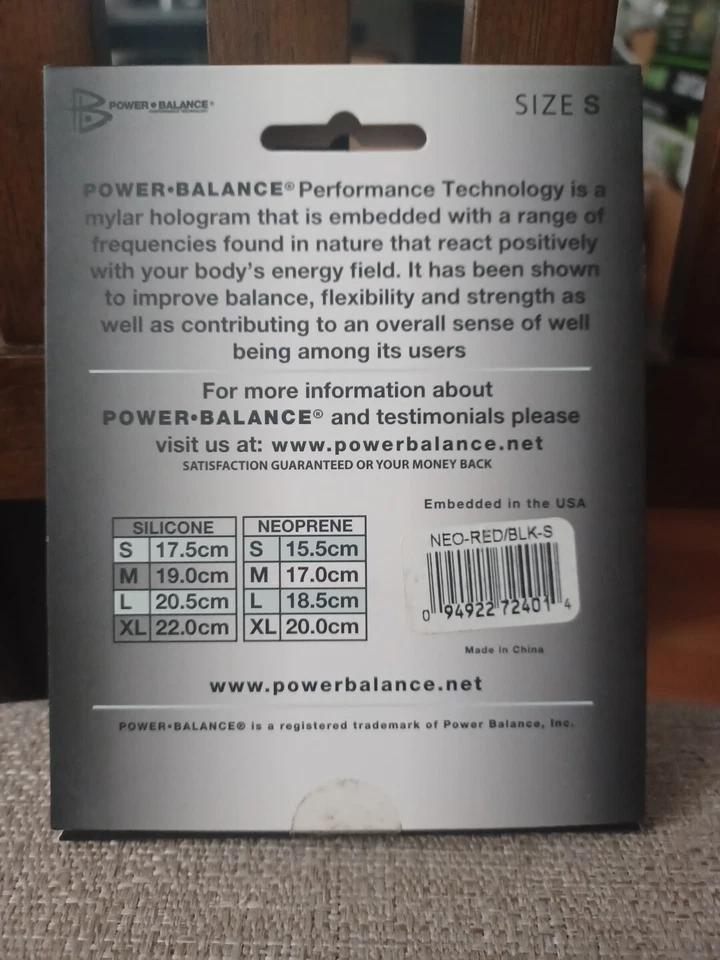 POWER•BALANCE®
PERFORMANCE TECHNOLOGY
SIZE S
POWER•BALANCE® Performance Technology is a
mylar hologram that is embedded with a range of
frequencies found in nature that react positively
with your body's energy field. It has been shown
to improve balance, flexibility and strength as
well as contributing to an overall sense of well
being among its users
For more information about
POWER•BALANCE® and testimonials please
visit us at: www.powerbalance.net
SATISFACTION GUARANTEED OR YOUR MONEY BACK
Embedded in the USA
SILICONE
S 17.5cm
M 19.0cm
L 20.5cm
XL 22.0cm
NEOPRENE
S 15.5cm
M 17.0cm
L 18.5cm
XL 20.0cm
NEO-RED/BLK-S
0 94922 72401 4
Made in China
www.powerbalance.net
POWER•BALANCE® is a registered trademark of Power Balance, Inc.